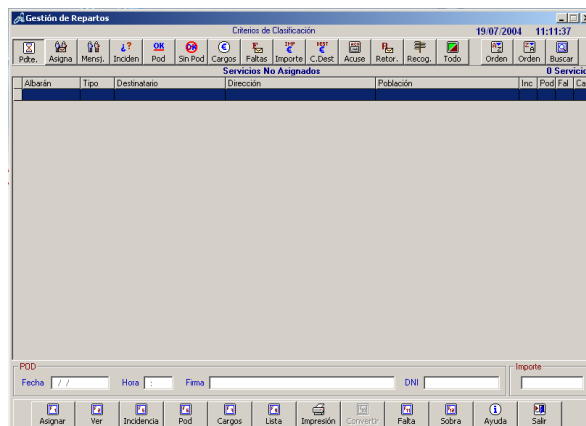 Gestión de Repartos
Criterios de Clasificación 19/07/2004 11:11:37
Pdte. Asigna Mensj. Inciden Pod Sin Pod Cargos Faltas Importe C.Dest Acuse Retor. Recog. Todo Orden Orden Buscar
Servicios No Asignados 0 Servicio
Albarán Tipo Destinatario Dirección Población Inc Pod Fal Ca
POD Importe
Fecha / / Hora : Firma DNI
Asignar Ver Incidencia Pod Cargos Lista Impresión Convertir Falta Sobra Ayuda Salir